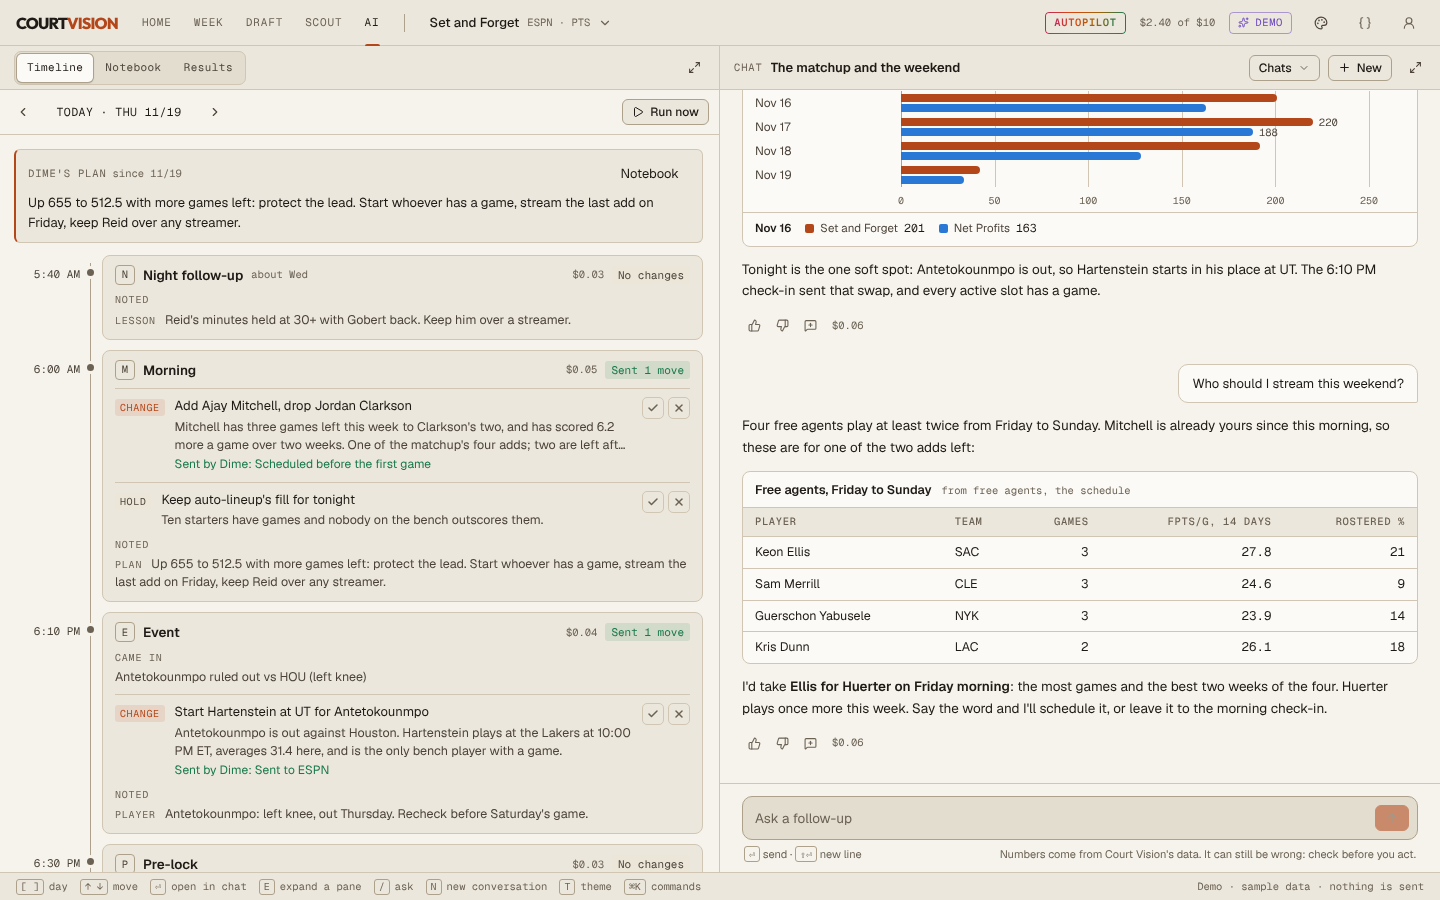 COURTVISION HOME WEEK DRAFT SCOUT AI Set and Forget ESPN · PTS AUTOPILOT $2.40 of $10 DEMO { }
Timeline Notebook Results
TODAY · THU 11/19 Run now
DIME'S PLAN since 11/19 Notebook
Up 655 to 512.5 with more games left: protect the lead. Start whoever has a game, stream the last add on
Friday, keep Reid over any streamer.
5:40 AM N Night follow-up about Wed $0.03 No changes
NOTED
LESSON Reid's minutes held at 30+ with Gobert back. Keep him over a streamer.
6:00 AM M Morning $0.05 Sent 1 move
CHANGE Add Ajay Mitchell, drop Jordan Clarkson
Mitchell has three games left this week to Clarkson's two, and has scored 6.2
more a game over two weeks. One of the matchup's four adds; two are left aft…
Sent by Dime: Scheduled before the first game
HOLD Keep auto-lineup's fill for tonight
Ten starters have games and nobody on the bench outscores them.
NOTED
PLAN Up 655 to 512.5 with more games left: protect the lead. Start whoever has a game, stream the
last add on Friday, keep Reid over any streamer.
6:10 PM E Event $0.04 Sent 1 move
CAME IN
Antetokounmpo ruled out vs HOU (left knee)
CHANGE Start Hartenstein at UT for Antetokounmpo
Antetokounmpo is out against Houston. Hartenstein plays at the Lakers at 10:00
PM ET, averages 31.4 here, and is the only bench player with a game.
Sent by Dime: Sent to ESPN
NOTED
PLAYER Antetokounmpo: left knee, out Thursday. Recheck before Saturday's game.
6:30 PM P Pre-lock $0.03 No changes
CHAT The matchup and the weekend Chats New
Nov 16
Nov 17 220
188
Nov 18
Nov 19
0 50 100 150 200 250
Nov 16 Set and Forget 201 Net Profits 163
Tonight is the one soft spot: Antetokounmpo is out, so Hartenstein starts in his place at UT. The 6:10 PM
check-in sent that swap, and every active slot has a game.
$0.06
Who should I stream this weekend?
Four free agents play at least twice from Friday to Sunday. Mitchell is already yours since this morning, so
these are for one of the two adds left:
Free agents, Friday to Sunday from free agents, the schedule
PLAYER TEAM GAMES FPTS/G, 14 DAYS ROSTERED %
Keon Ellis SAC 3 27.8 21
Sam Merrill CLE 3 24.6 9
Guerschon Yabusele NYK 3 23.9 14
Kris Dunn LAC 2 26.1 18
I'd take Ellis for Huerter on Friday morning: the most games and the best two weeks of the four. Huerter
plays once more this week. Say the word and I'll schedule it, or leave it to the morning check-in.
$0.06
Ask a follow-up
⏎ send · ⇧⏎ new line Numbers come from Court Vision's data. It can still be wrong: check before you act.
[ ] day ↑ ↓ move ⏎ open in chat E expand a pane / ask N new conversation T theme ⌘K commands Demo · sample data · nothing is sent